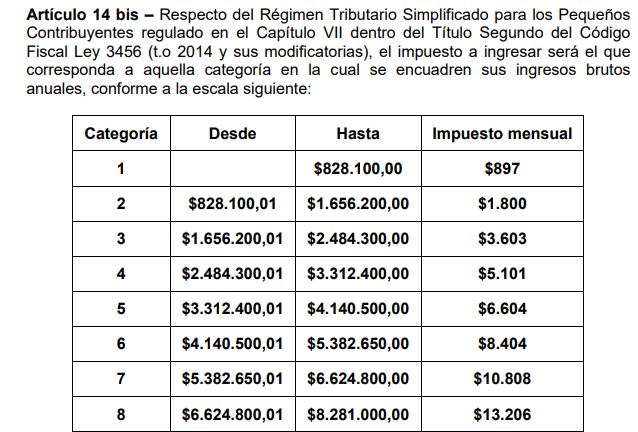 Artículo 14 bis – Respecto del Régimen Tributario Simplificado para los Pequeños
Contribuyentes regulado en el Capítulo VII dentro del Título Segundo del Código
Fiscal Ley 3456 (t.o 2014 y sus modificatorias), el impuesto a ingresar será el que
corresponda a aquella categoría en la cual se encuadren sus ingresos brutos
anuales, conforme a la escala siguiente:
Categoría Desde Hasta Impuesto mensual
1 $828.100,00 $897
2 $828.100,01 $1.656.200,00 $1.800
3 $1.656.200,01 $2.484.300,00 $3.603
4 $2.484.300,01 $3.312.400,00 $5.101
5 $3.312.400,01 $4.140.500,00 $6.604
6 $4.140.500,01 $5.382.650,00 $8.404
7 $5.382.650,01 $6.624.800,00 $10.808
8 $6.624.800,01 $8.281.000,00 $13.206